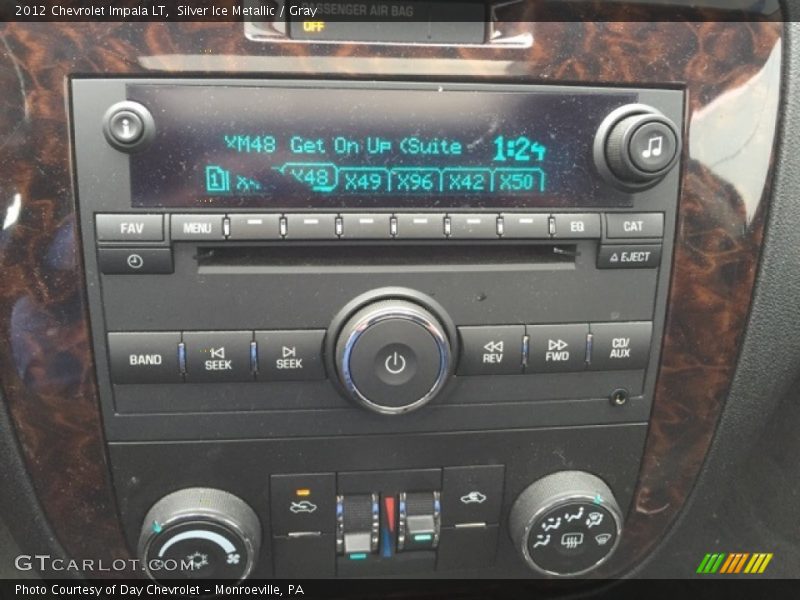 2012 Chevrolet Impala LT, Silver Ice Metallic / Gray
PASSENGER AIR BAG
OFF
XM48 Get On Up (Suite 1:24
1 X48 X49 X96 X42 X50
FAV MENU EQ CAT
EJECT
BAND SEEK SEEK REV FWD CD/AUX
GTCARLOT.COM
Photo Courtesy of Day Chevrolet - Monroeville, PA